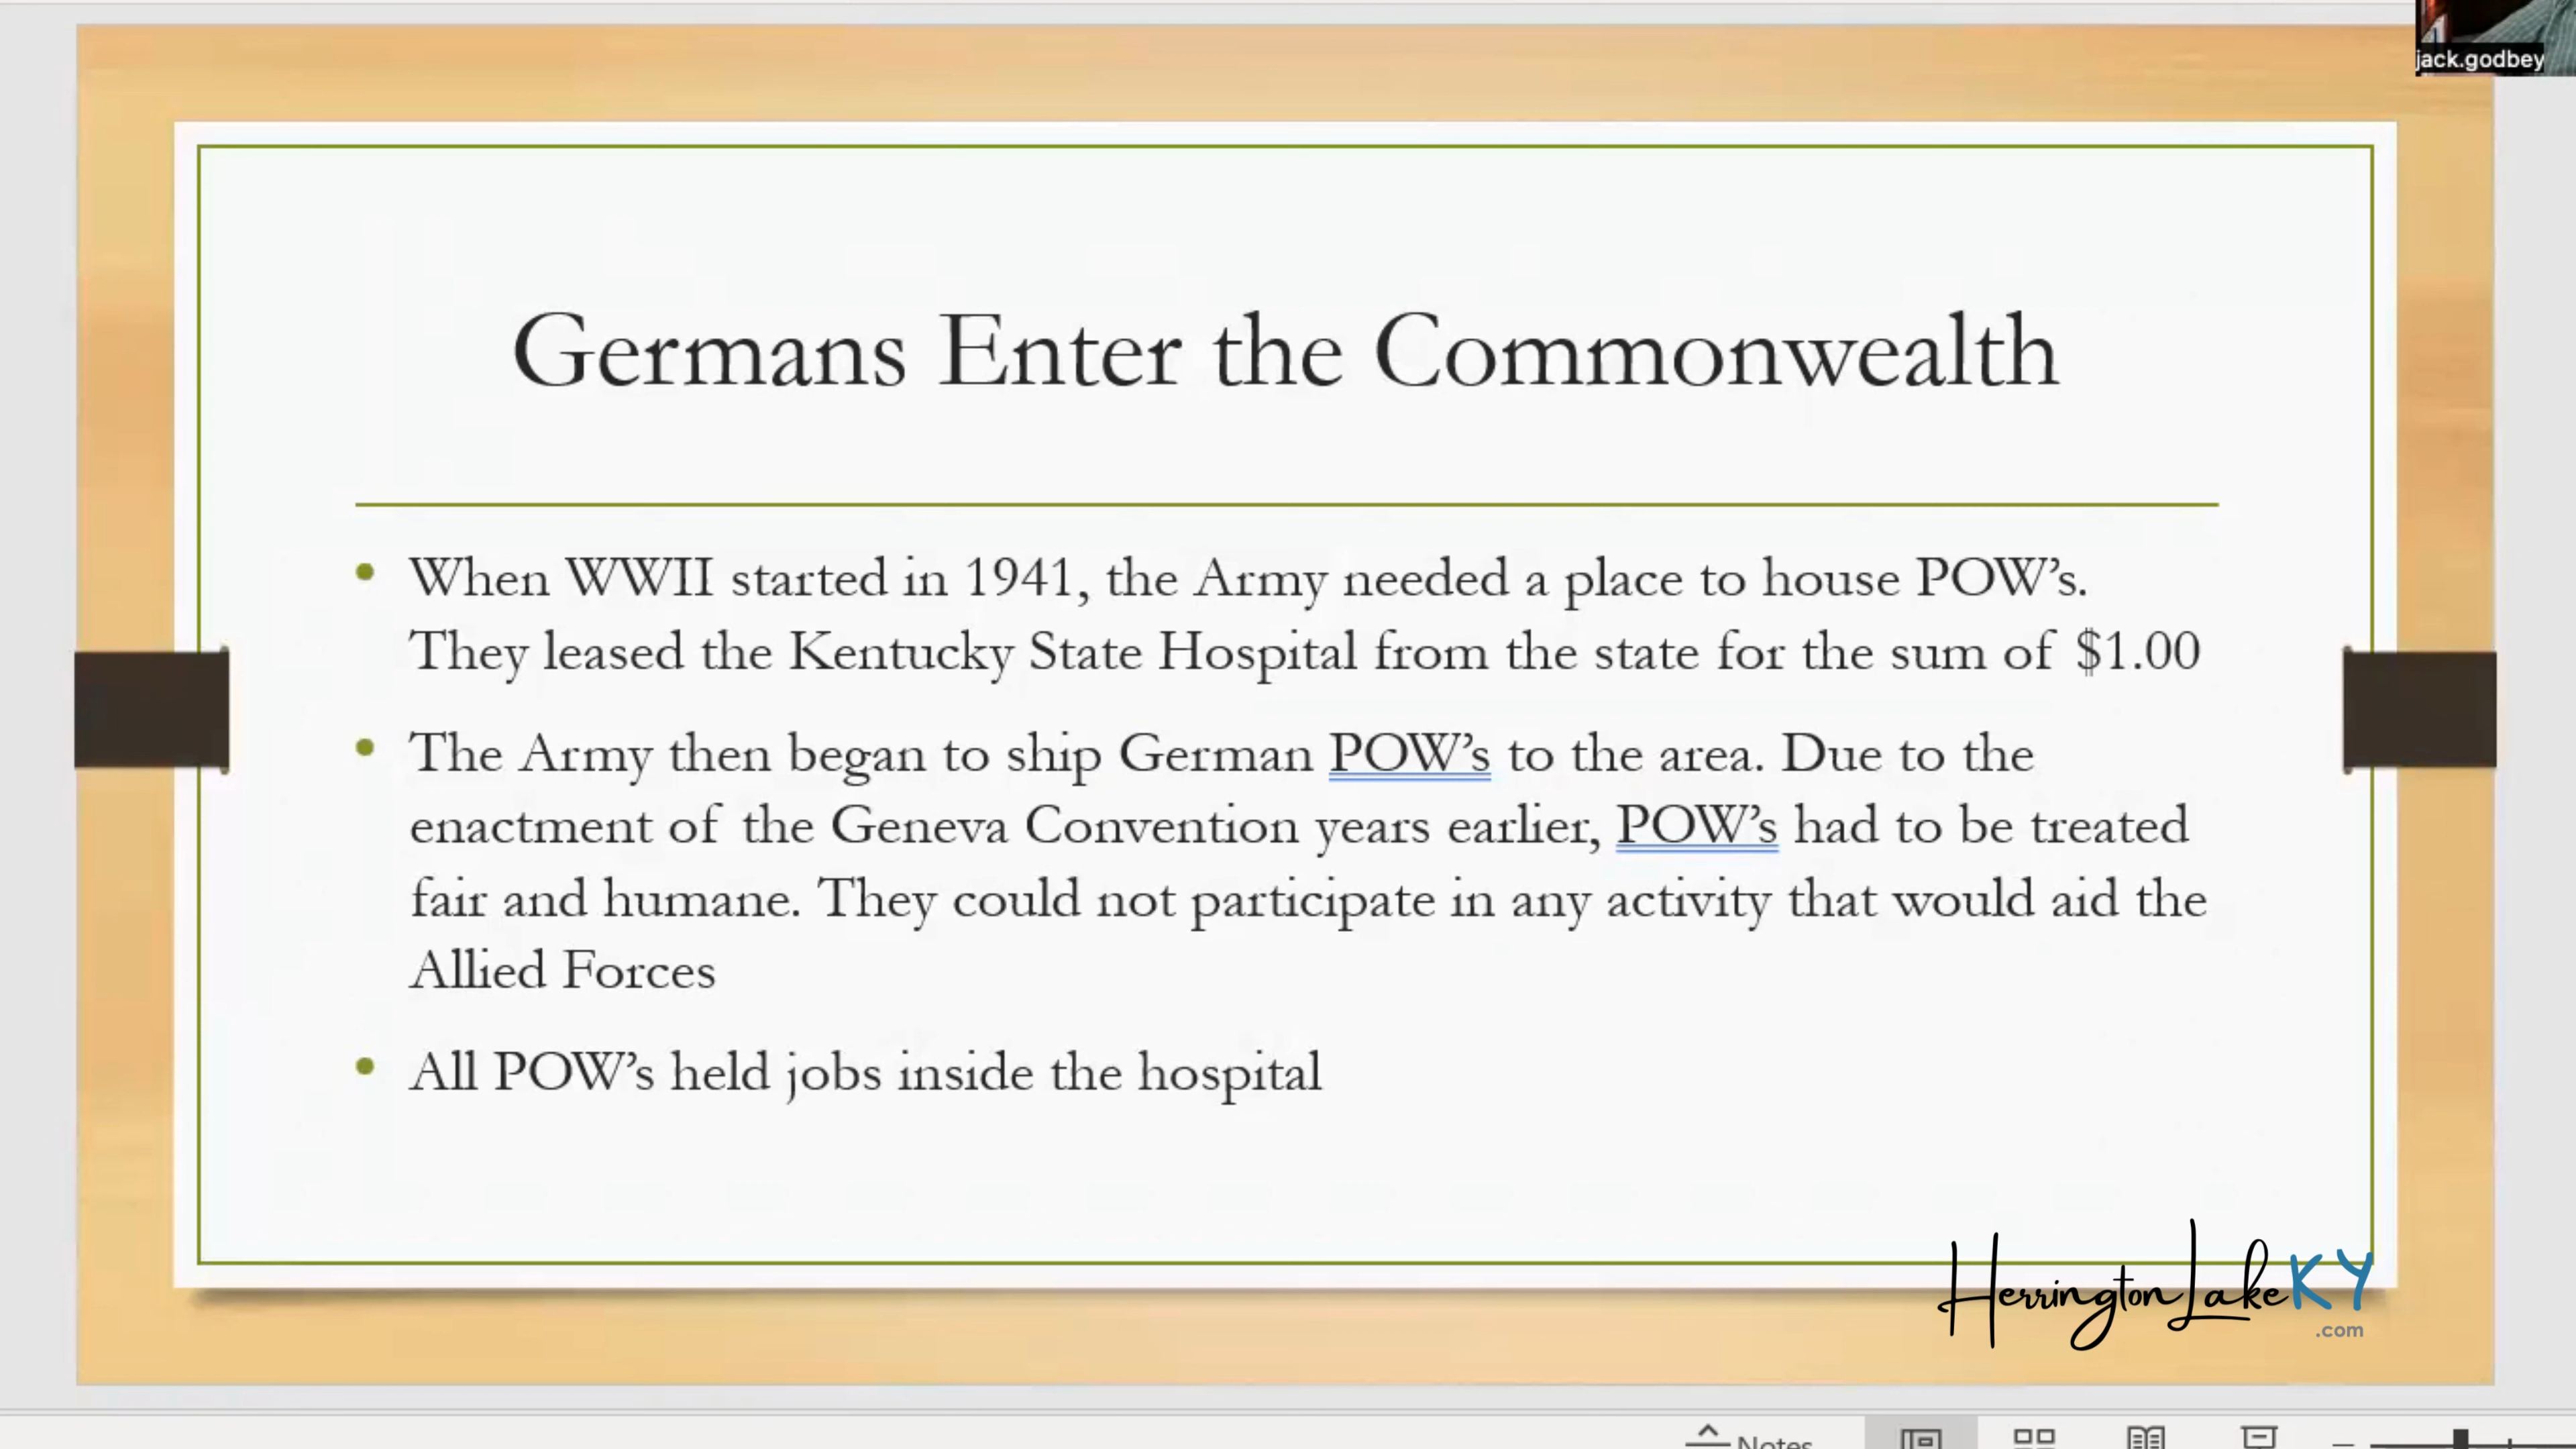 jack.godbey
Germans Enter the Commonwealth
• When WWII started in 1941, the Army needed a place to house POW’s.
They leased the Kentucky State Hospital from the state for the sum of $1.00
• The Army then began to ship German POW’s to the area. Due to the
enactment of the Geneva Convention years earlier, POW’s had to be treated
fair and humane. They could not participate in any activity that would aid the
Allied Forces
• All POW’s held jobs inside the hospital
HerringtonLakeKY
.com
Notes